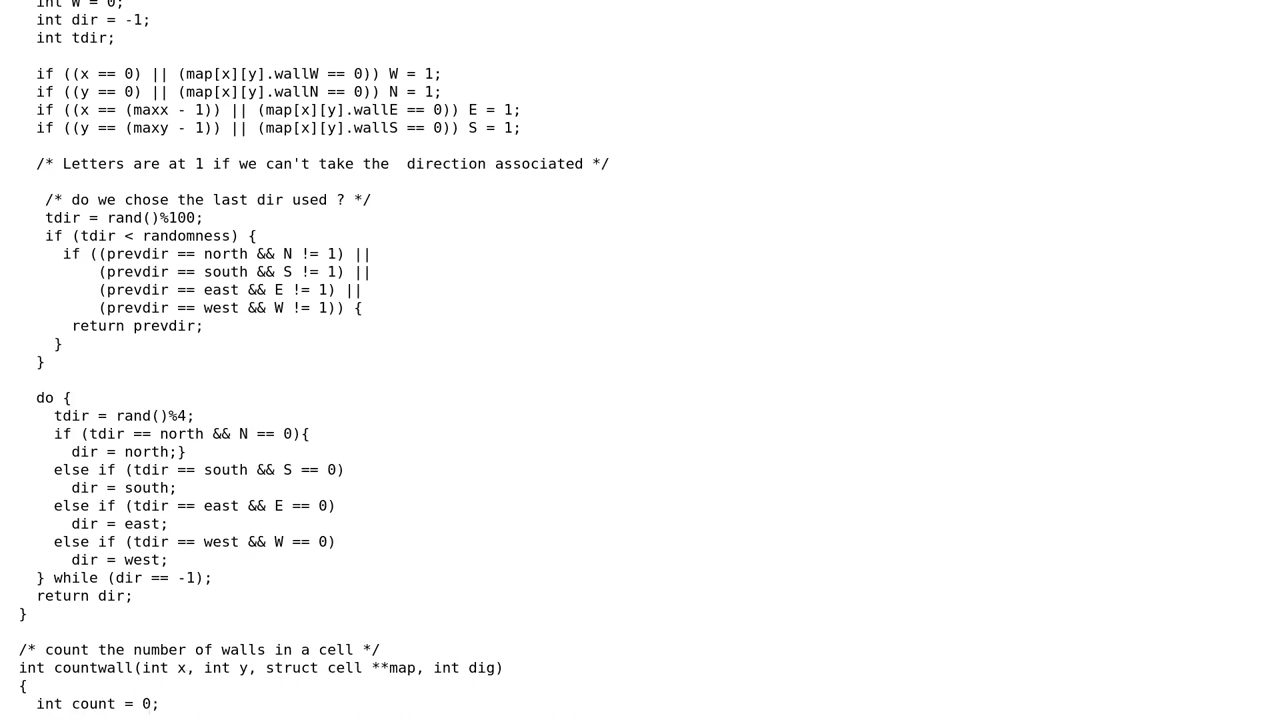 int W = 0;
int dir = -1;
int tdir;
if ((x == 0) || (map[x][y].wallW == 0)) W = 1;
if ((y == 0) || (map[x][y].wallN == 0)) N = 1;
if ((x == (maxx - 1)) || (map[x][y].wallE == 0)) E = 1;
if ((y == (maxy - 1)) || (map[x][y].wallS == 0)) S = 1;
/* Letters are at 1 if we can't take the  direction associated */
/* do we chose the last dir used ? */
tdir = rand()%100;
if (tdir < randomness) {
if ((prevdir == north && N != 1) ||
(prevdir == south && S != 1) ||
(prevdir == east && E != 1) ||
(prevdir == west && W != 1)) {
return prevdir;
}
}
do {
tdir = rand()%4;
if (tdir == north && N == 0){
dir = north;}
else if (tdir == south && S == 0)
dir = south;
else if (tdir == east && E == 0)
dir = east;
else if (tdir == west && W == 0)
dir = west;
} while (dir == -1);
return dir;
}
/* count the number of walls in a cell */
int countwall(int x, int y, struct cell **map, int dig)
{
int count = 0;